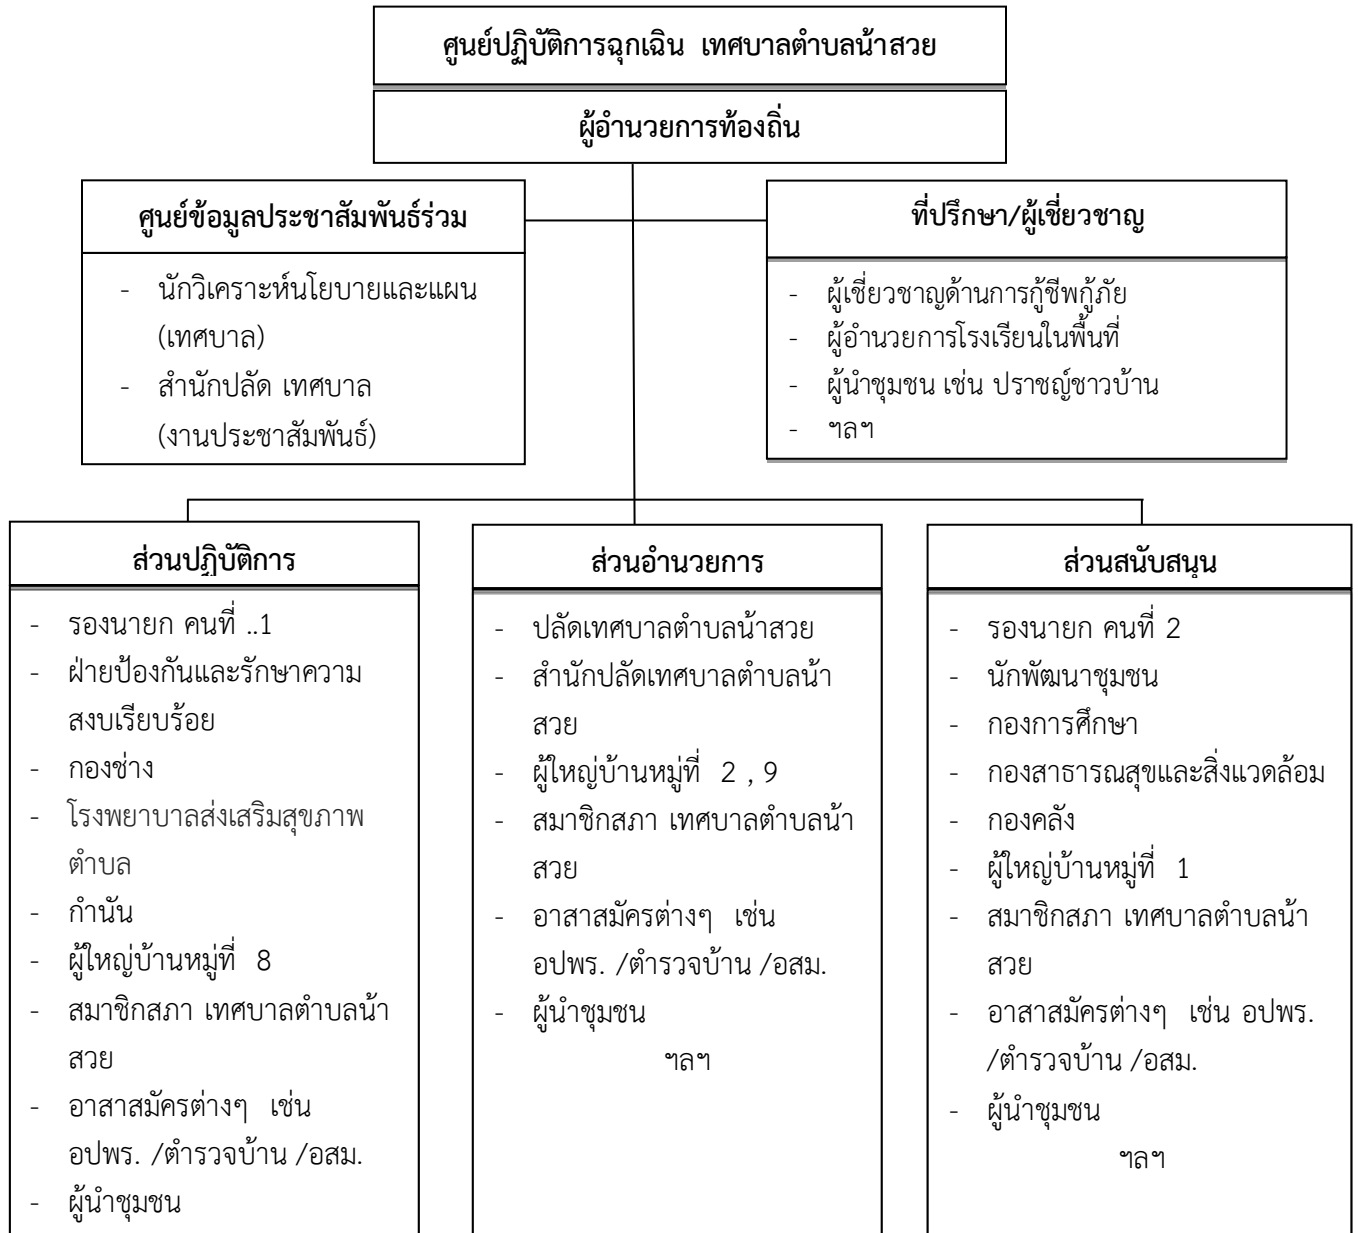 ศูนย์ปฏิบัติการฉุกเฉิน เทศบาลตำบลน้ำสวย
ผู้อำนวยการท้องถิ่น
ศูนย์ข้อมูลประชาสัมพันธ์ร่วม
- นักวิเคราะห์นโยบายและแผน
(เทศบาล)
- สำนักปลัด เทศบาล
(งานประชาสัมพันธ์)
ที่ปรึกษา/ผู้เชี่ยวชาญ
- ผู้เชี่ยวชาญด้านการกู้ชีพกู้ภัย
- ผู้อำนวยการโรงเรียนในพื้นที่
- ผู้นำชุมชน เช่น ปราชญ์ชาวบ้าน
- ฯลฯ
ส่วนปฏิบัติการ
- รองนายก คนที่ ..1
- ฝ่ายป้องกันและรักษาความ
สงบเรียบร้อย
- กองช่าง
- โรงพยาบาลส่งเสริมสุขภาพ
ตำบล
- กำนัน
- ผู้ใหญ่บ้านหมู่ที่ 8
- สมาชิกสภา เทศบาลตำบลน้ำ
สวย
- อาสาสมัครต่างๆ เช่น
อปพร. /ตำรวจบ้าน /อสม.
- ผู้นำชุมชน
ส่วนอำนวยการ
- ปลัดเทศบาลตำบลน้ำสวย
- สำนักปลัดเทศบาลตำบลน้ำ
สวย
- ผู้ใหญ่บ้านหมู่ที่ 2 , 9
- สมาชิกสภา เทศบาลตำบลน้ำ
สวย
- อาสาสมัครต่างๆ เช่น
อปพร. /ตำรวจบ้าน /อสม.
- ผู้นำชุมชน
ฯลฯ
ส่วนสนับสนุน
- รองนายก คนที่ 2
- นักพัฒนาชุมชน
- กองการศึกษา
- กองสาธารณสุขและสิ่งแวดล้อม
- กองคลัง
- ผู้ใหญ่บ้านหมู่ที่ 1
- สมาชิกสภา เทศบาลตำบลน้ำ
สวย
- อาสาสมัครต่างๆ เช่น อปพร.
/ตำรวจบ้าน /อสม.
- ผู้นำชุมชน
ฯลฯ